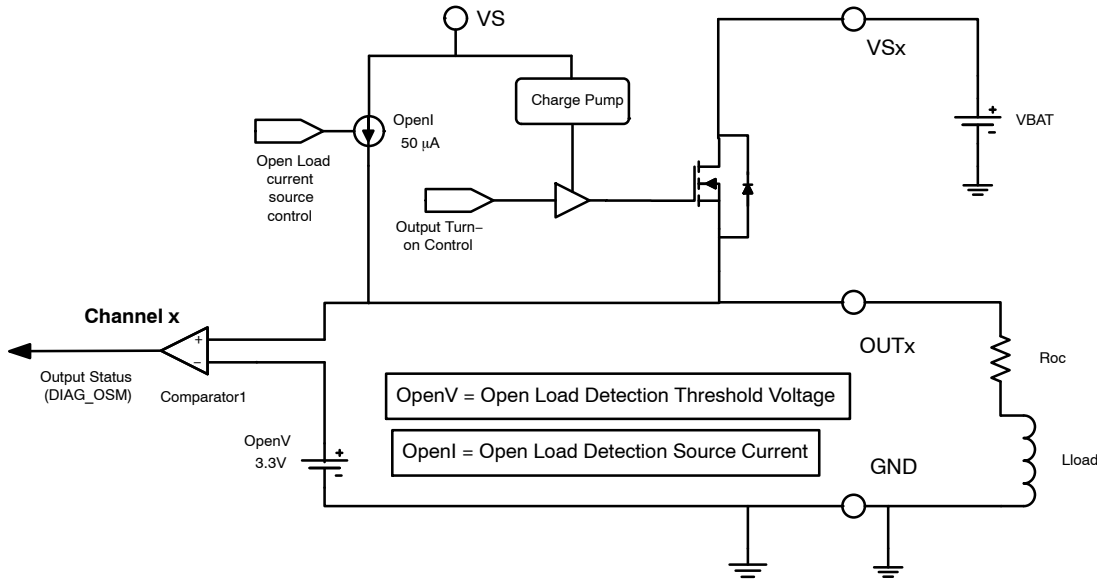 VS
VSx
Charge Pump
OpenI
50 μA
+
VBAT
−
Open Load
current
source
control
Output Turn−
on Control
Channel x
+
−
OUTx
Output Status
(DIAG_OSM)
Comparator1
Roc
OpenV = Open Load Detection Threshold Voltage
OpenI = Open Load Detection Source Current
OpenV
3.3V
+
−
GND
Lload